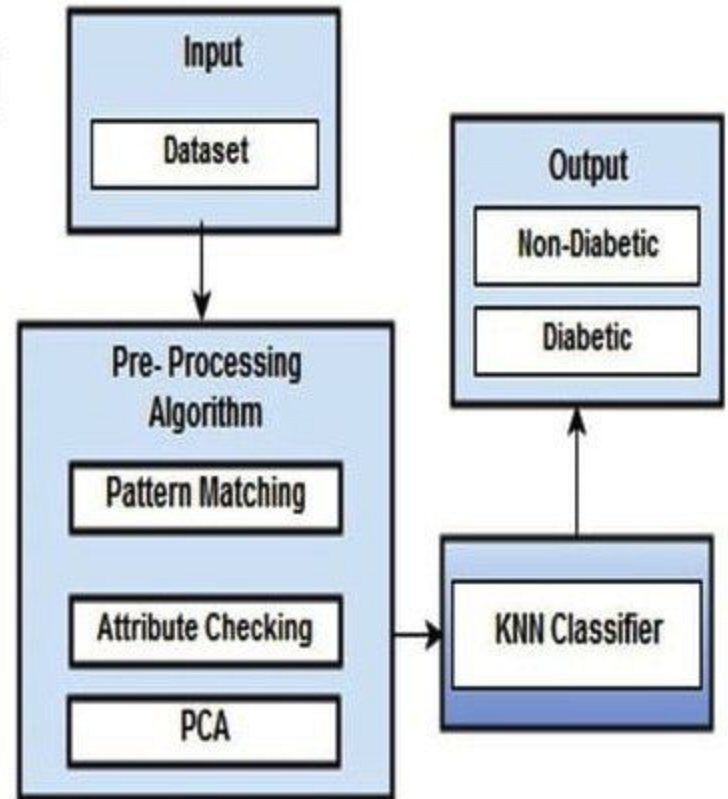 Input
Dataset
Pre- Processing
Algorithm
Pattern Matching
Attribute Checking
PCA
KNN Classifier
Output
Non-Diabetic
Diabetic